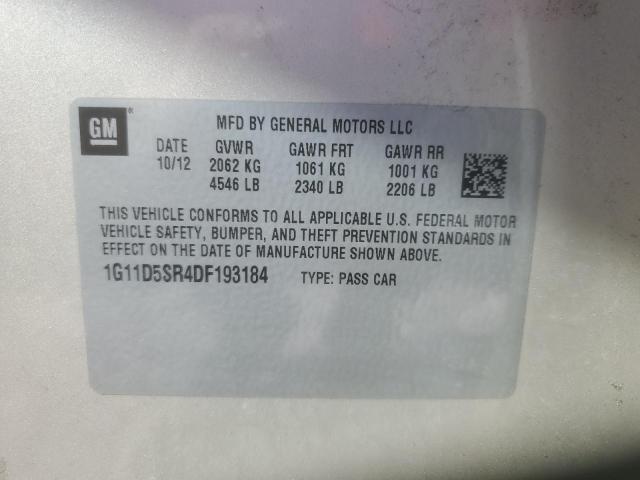 GM ®
MFD BY GENERAL MOTORS LLC
DATE GVWR GAWR FRT GAWR RR
10/12 2062 KG 1061 KG 1001 KG
4546 LB 2340 LB 2206 LB
THIS VEHICLE CONFORMS TO ALL APPLICABLE U.S. FEDERAL MOTOR
VEHICLE SAFETY, BUMPER, AND THEFT PREVENTION STANDARDS IN
EFFECT ON THE DATE OF MANUFACTURE SHOWN ABOVE.
1G11D5SR4DF193184 TYPE: PASS CAR